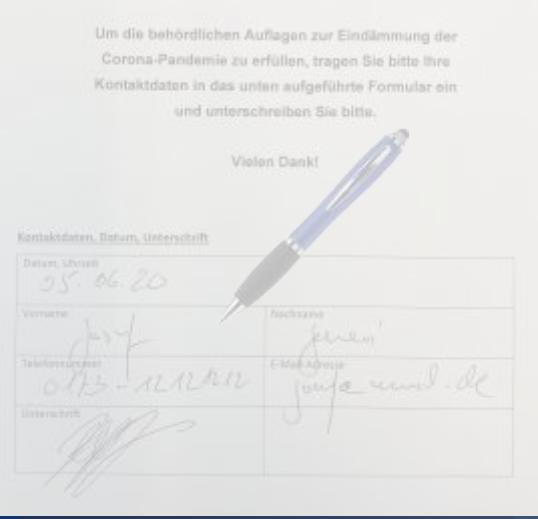 Um die behördlichen Auflagen zur Eindämmung der
Corona-Pandemie zu erfüllen, tragen Sie bitte Ihre
Kontaktdaten in das unten aufgeführte Formular ein
und unterschreiben Sie bitte.
Vielen Dank!
Kontaktdaten, Datum, Unterschrift
Datum, Uhrzeit
05.06.20
Vorname
Nachname
Telefonnummer
E-Mail-Adresse
0173-12121212
Unterschrift